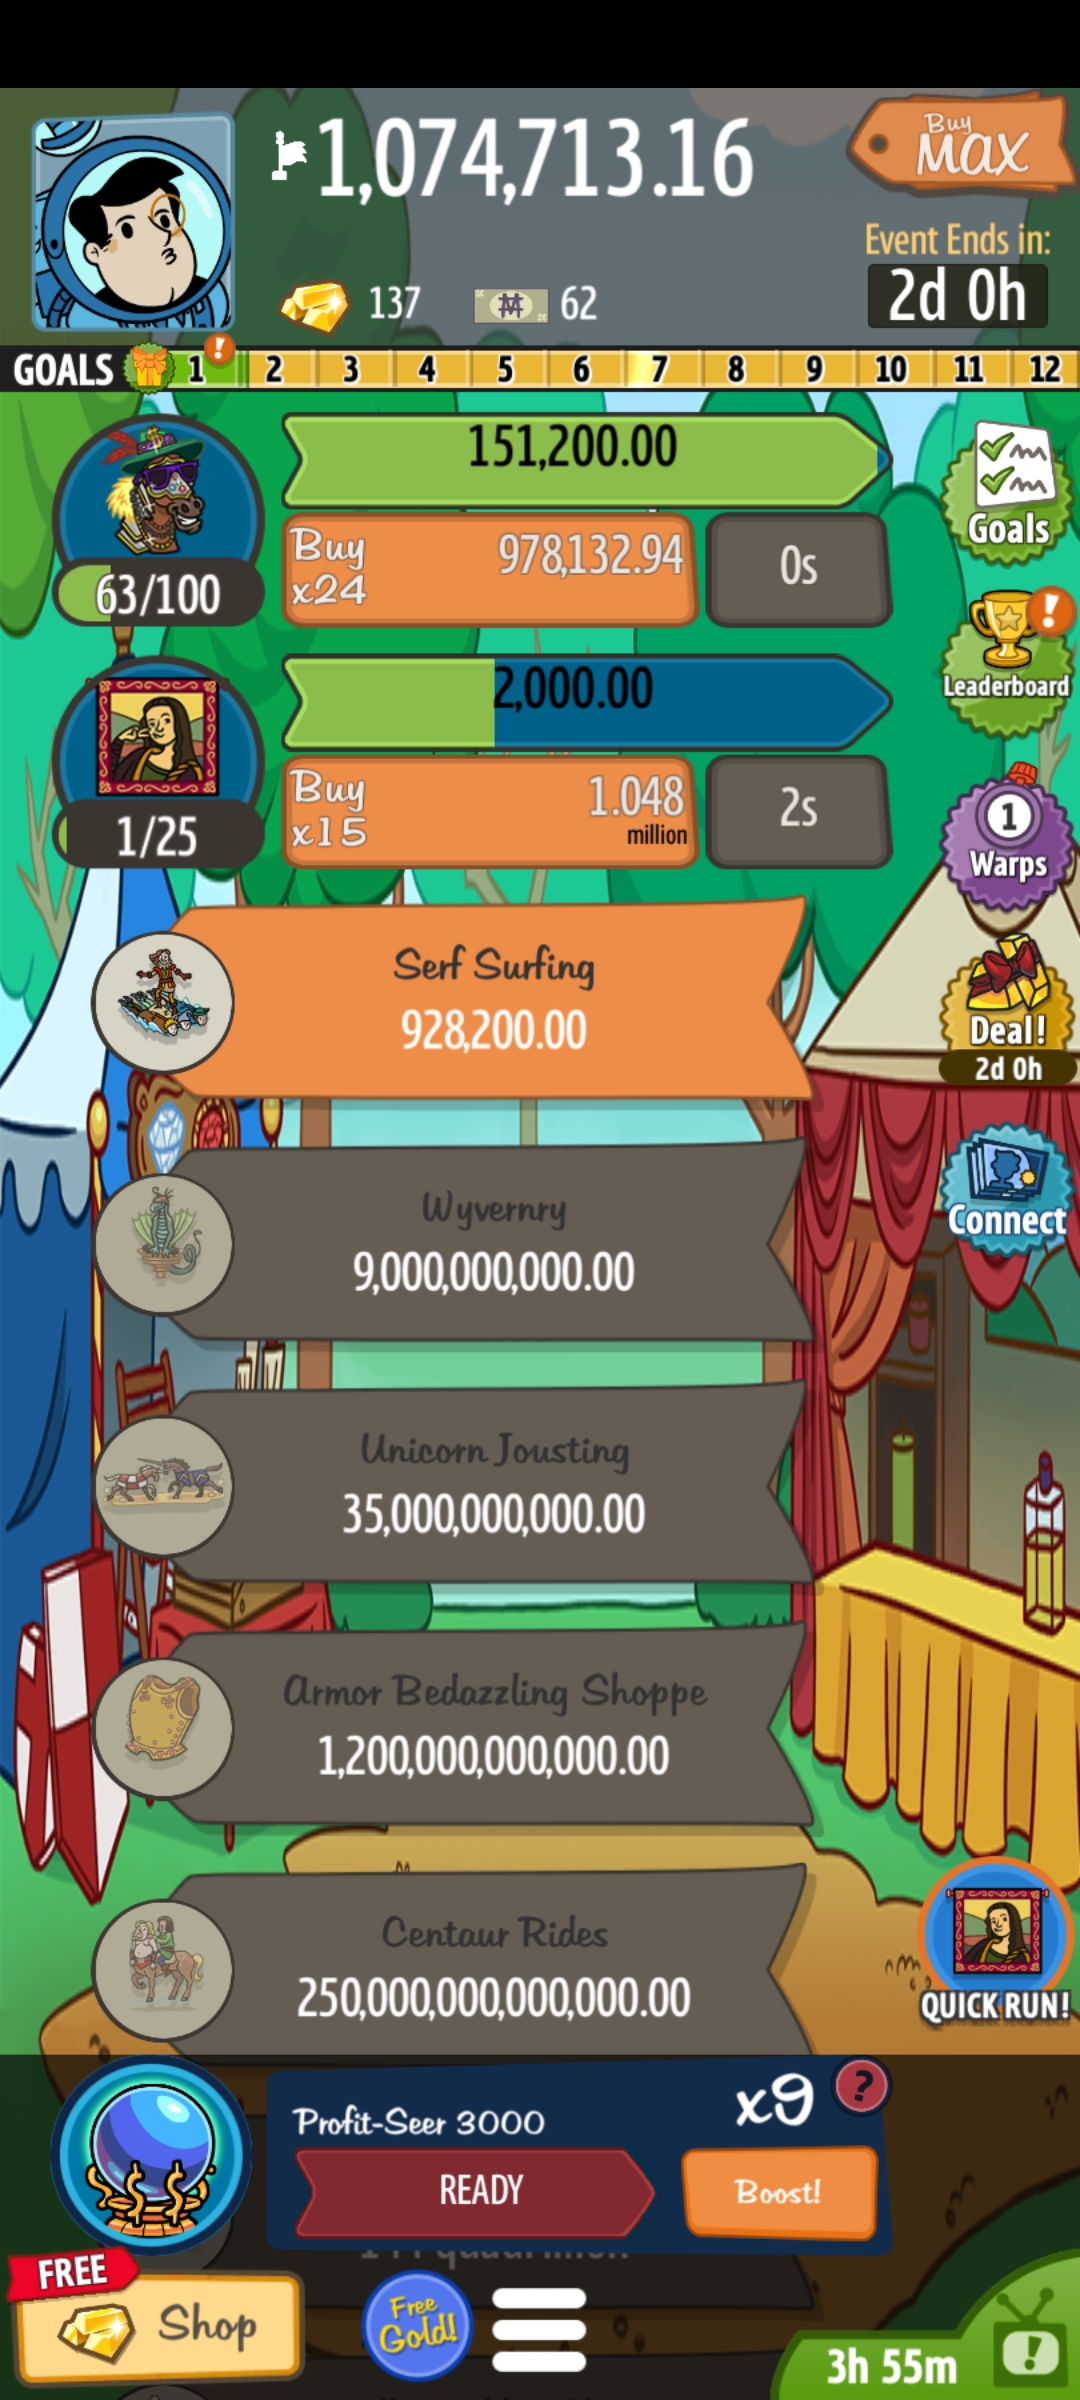 1,074,713.16
Buy
MAX
Event Ends in:
2d 0h
137
62
GOALS 1 ! 2 3 4 5 6 7 8 9 10 11 12
151,200.00
Buy
x24
978,132.94
0s
63/100
Goals
!
Leaderboard
2,000.00
Buy
x15
1.048
million
2s
1/25
1
Warps
Serf Surfing
928,200.00
Deal!
2d 0h
Wyvernry
9,000,000,000.00
Connect
Unicorn Jousting
35,000,000,000.00
Armor Bedazzling Shoppe
1,200,000,000,000.00
Centaur Rides
250,000,000,000,000.00
QUICK RUN!
Profit-Seer 3000
x9
?
READY
Boost!
FREE
Shop
Free
Gold!
3h 55m
!